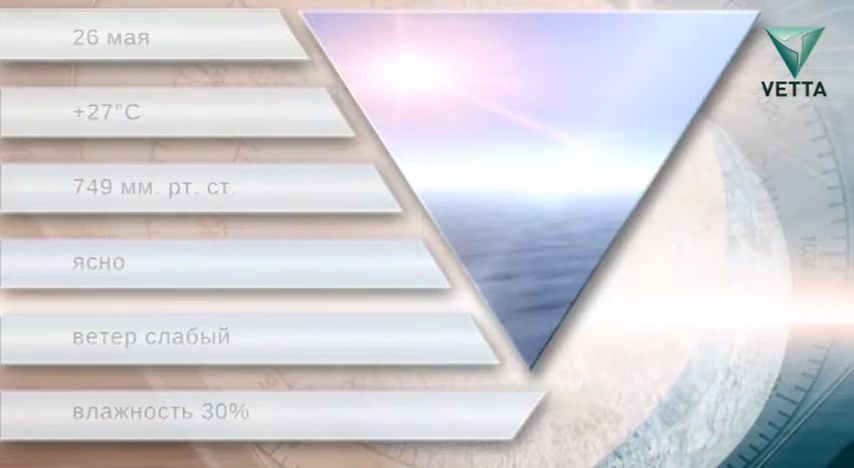 26 мая
VETTA
+27°C
749 мм. рт. ст.
ясно
ветер слабый
влажность 30%